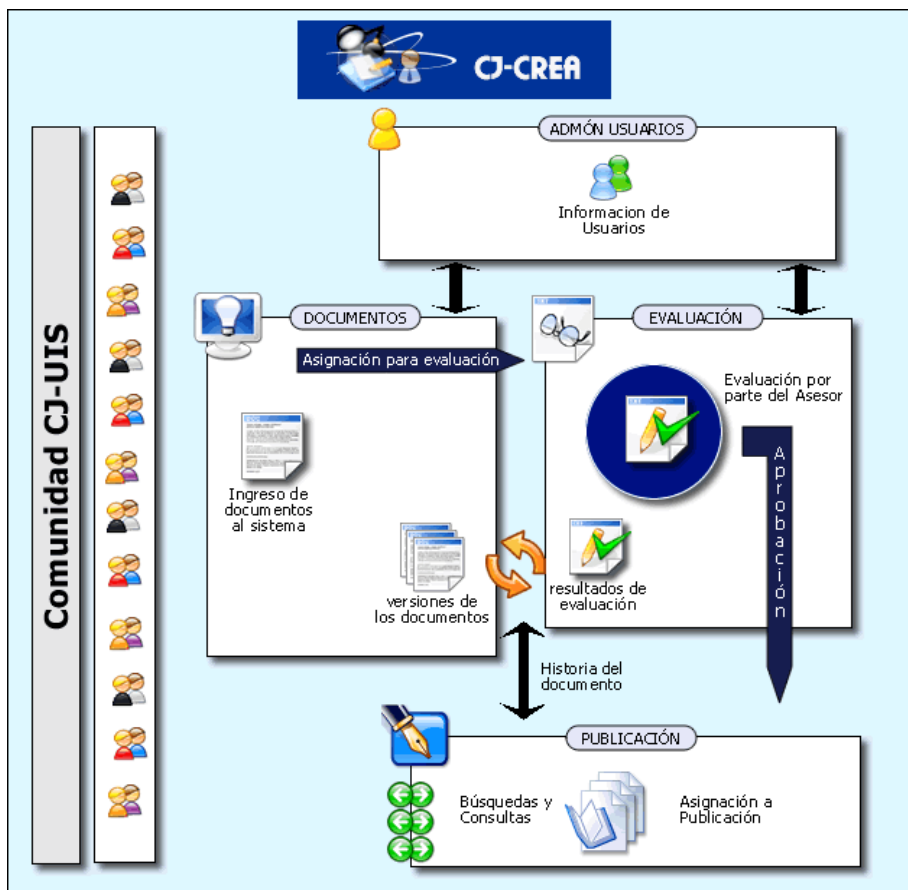 CJ-CREA
Comunidad CJ-UIS
ADMÓN USUARIOS
Informacion de
Usuarios
DOCUMENTOS
Asignación para evaluación
Ingreso de
documentos
al sistema
versiones de
los documentos
EVALUACIÓN
Evaluación por
parte del Asesor
Aprobación
resultados de
evaluación
Historia del
documento
PUBLICACIÓN
Búsquedas y
Consultas
Asignación a
Publicación